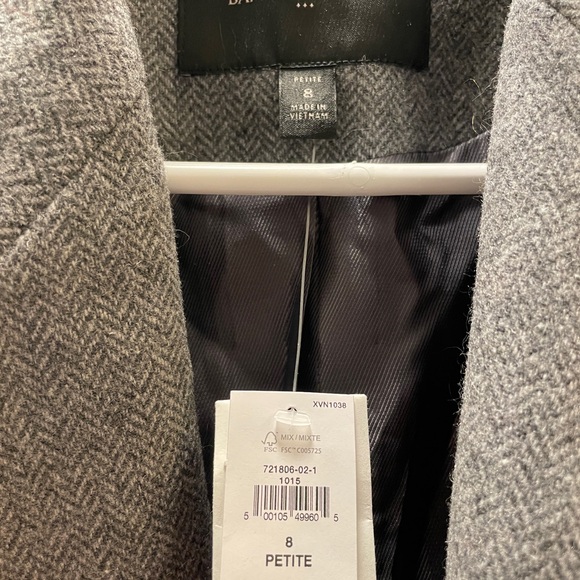 PETITE
8
MADE IN
VIETNAM
XVN1038
MIX/MIXTE
FSC FSC™ C005725
721806-02-1
1015
5 00105 49960 5
8
PETITE